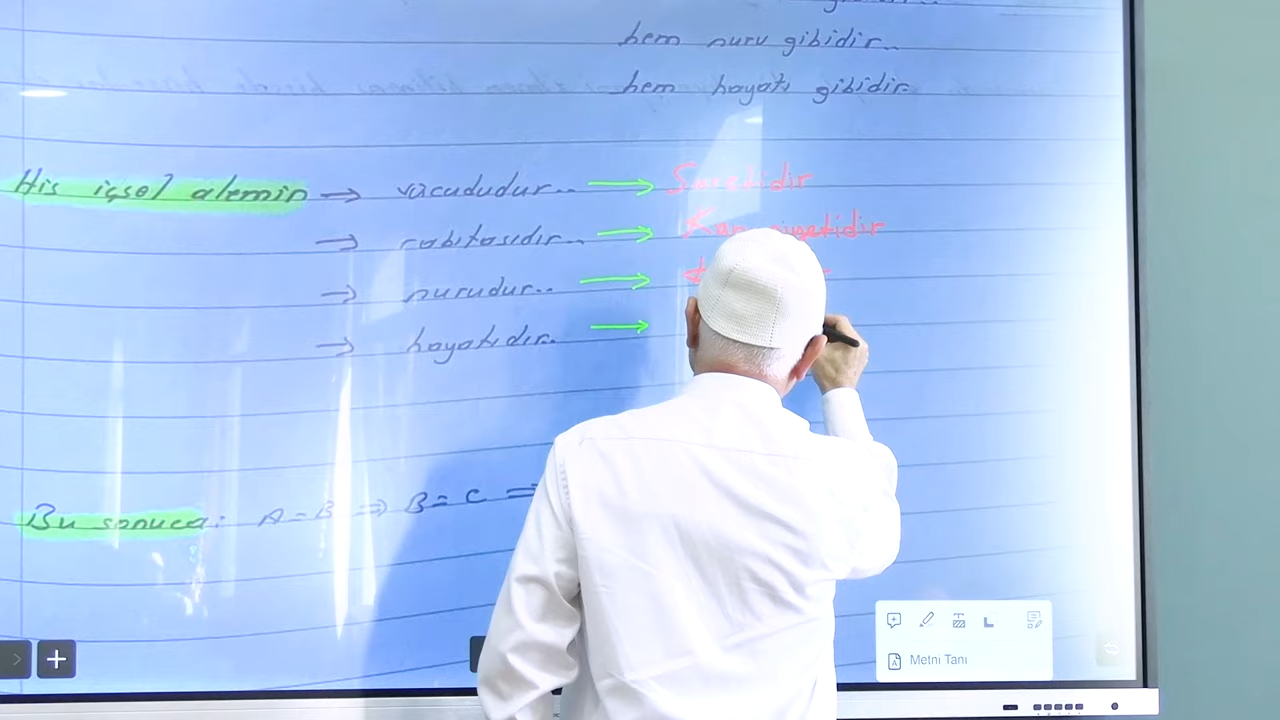 hem nuru gibidir..
hem hayatı gibidir.
His içsel alemin → vücududur.. → Suretidir
→ rabıtasıdır.. →
→ nurudur.. →
→ hayatıdır. →
Bu sonuca: A=B ⇒ B=C ⇒
Metni Tanı